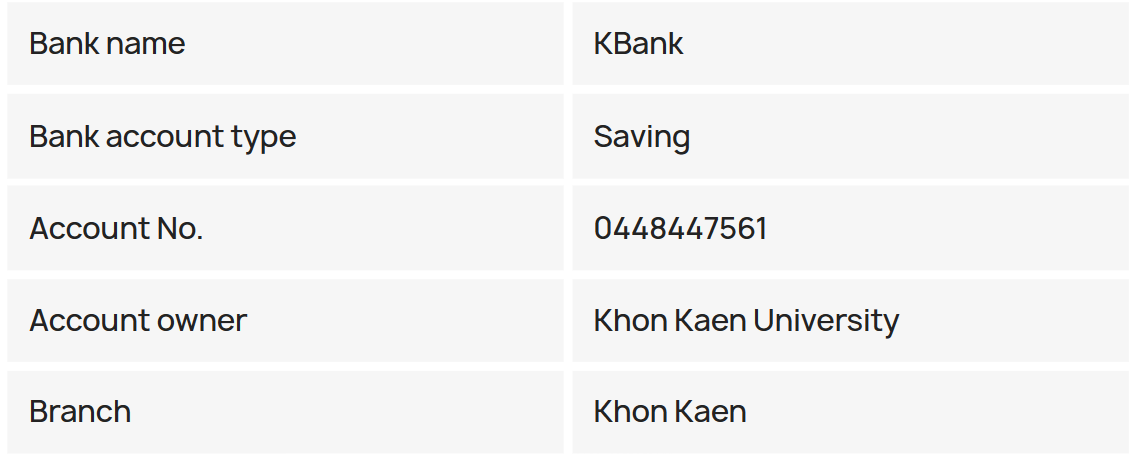 Bank name KBank
Bank account type Saving
Account No. 0448447561
Account owner Khon Kaen University
Branch Khon Kaen